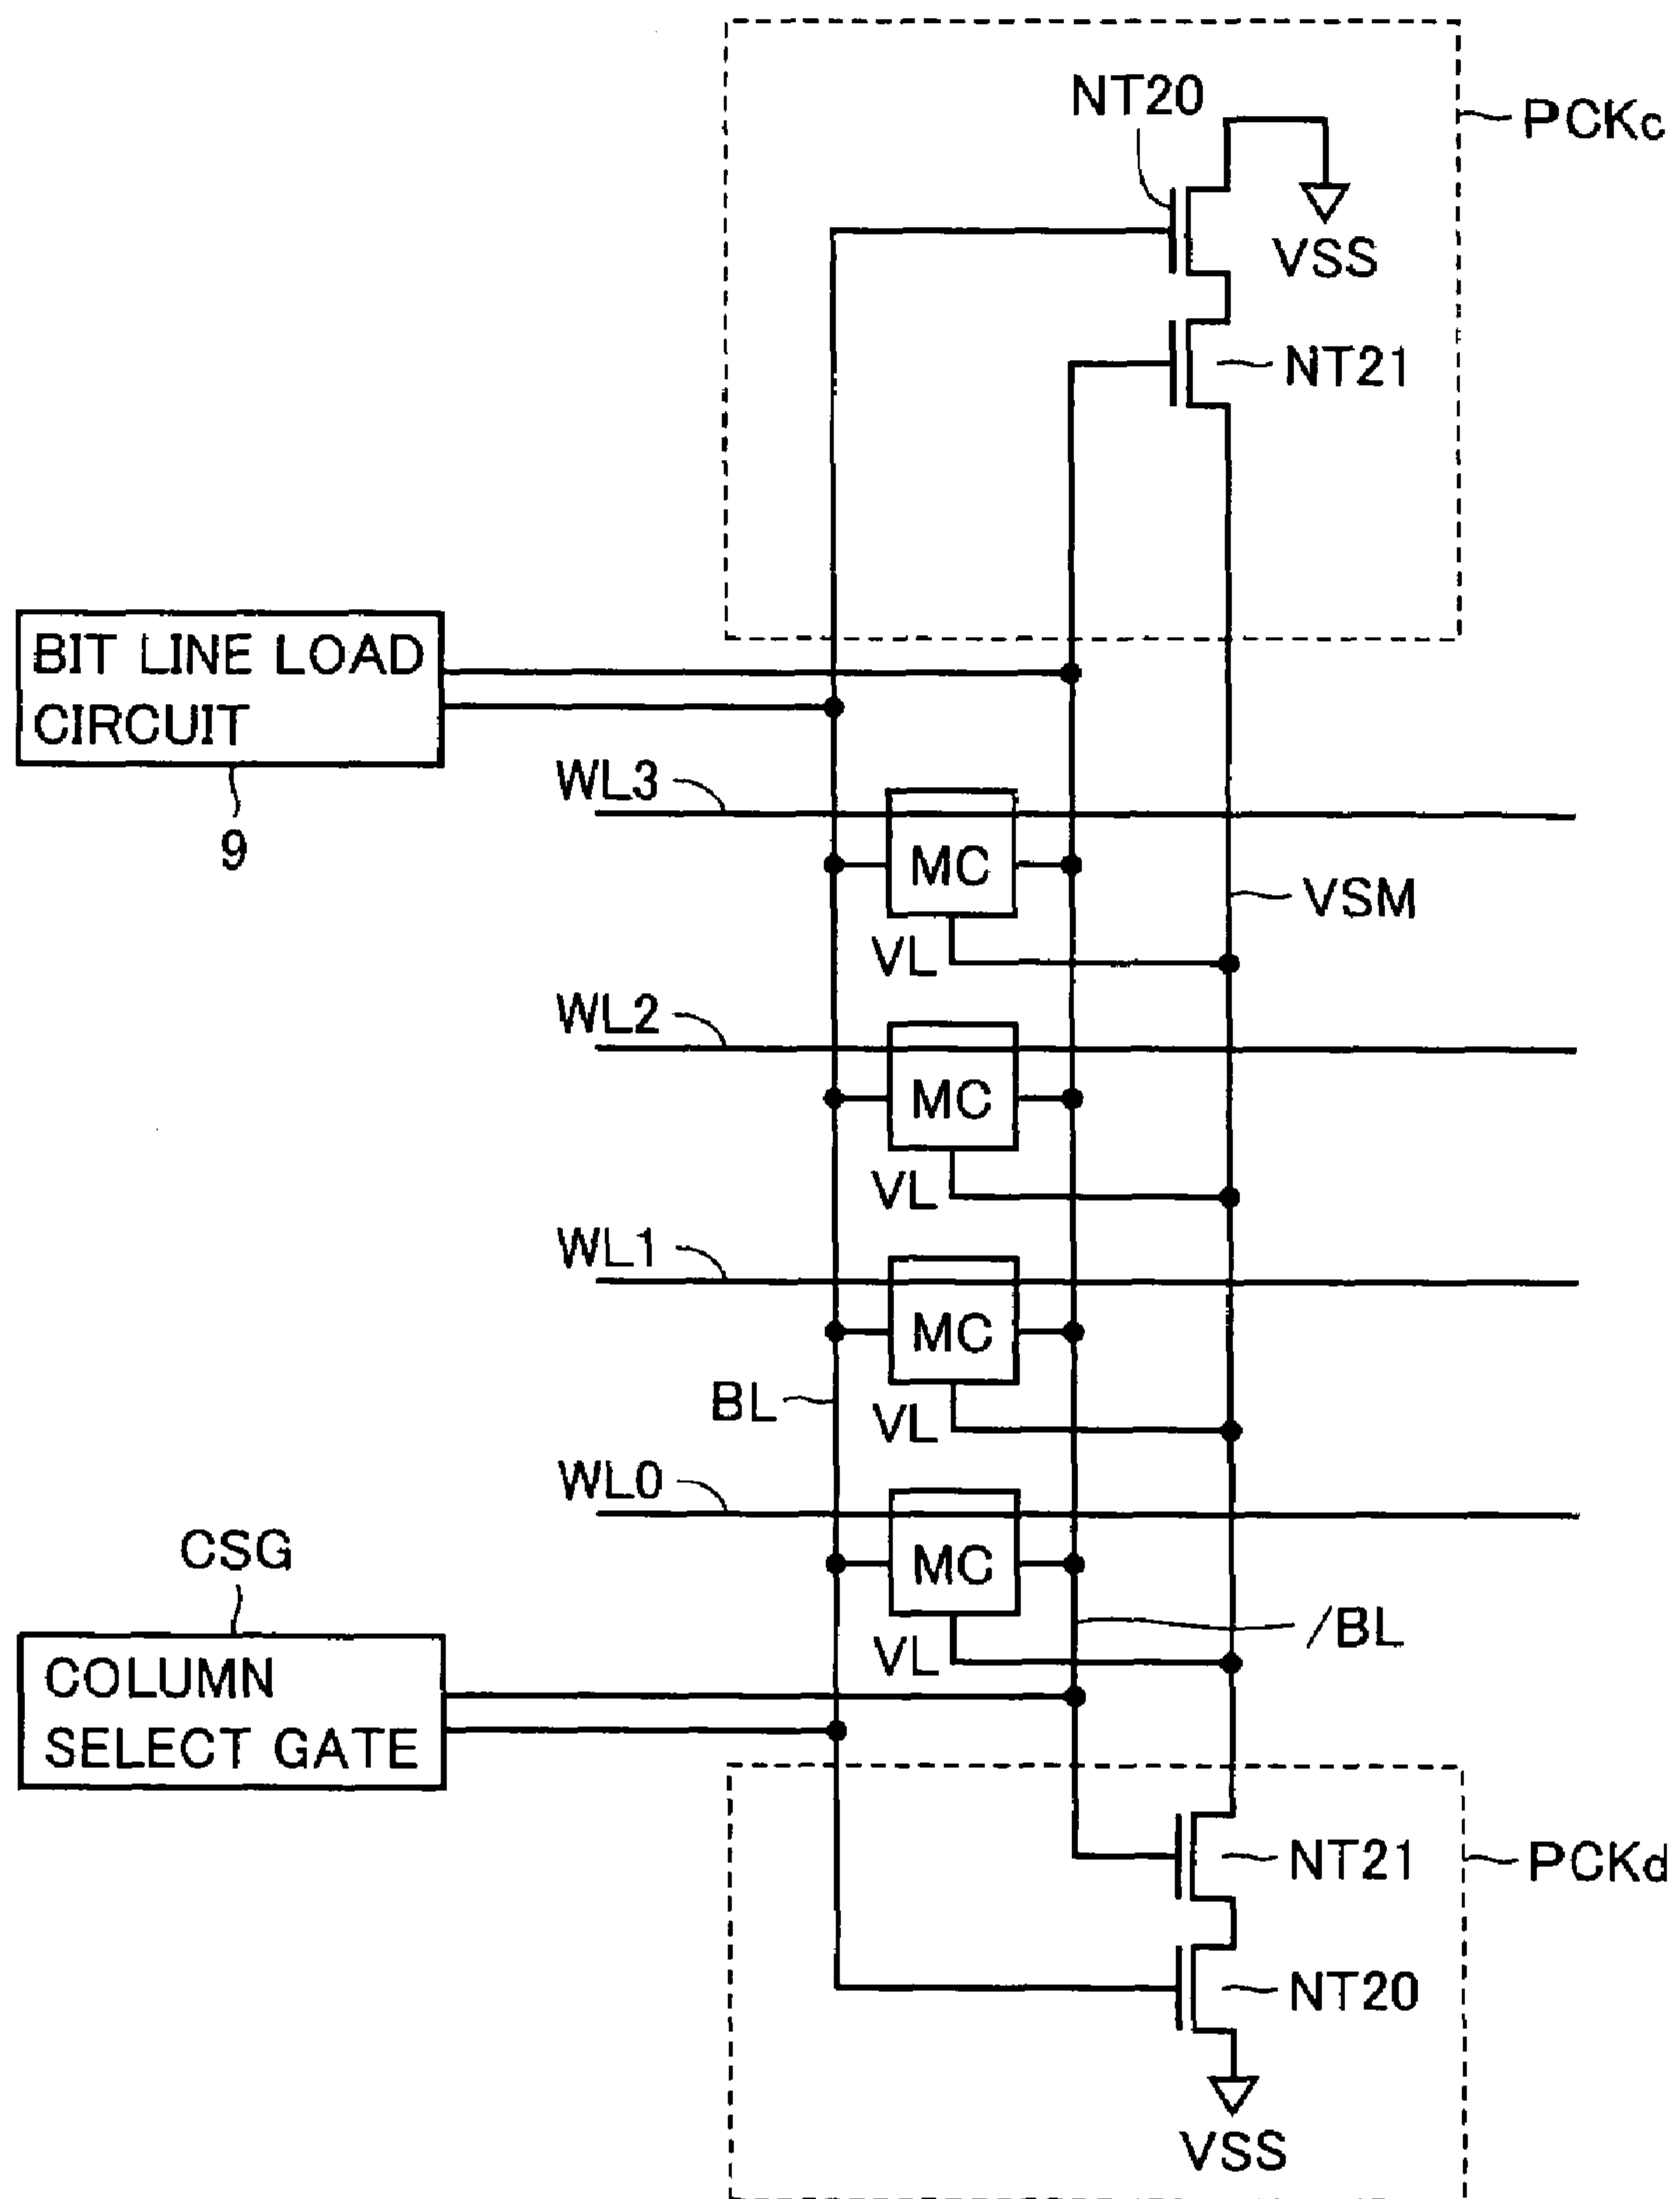 NT20
PCKc
VSS
NT21
BIT LINE LOAD
CIRCUIT
9
WL3
MC
VSM
VL
WL2
MC
VL
WL1
MC
BL
VL
WL0
CSG
MC
/BL
VL
COLUMN
SELECT GATE
NT21
PCKd
NT20
VSS